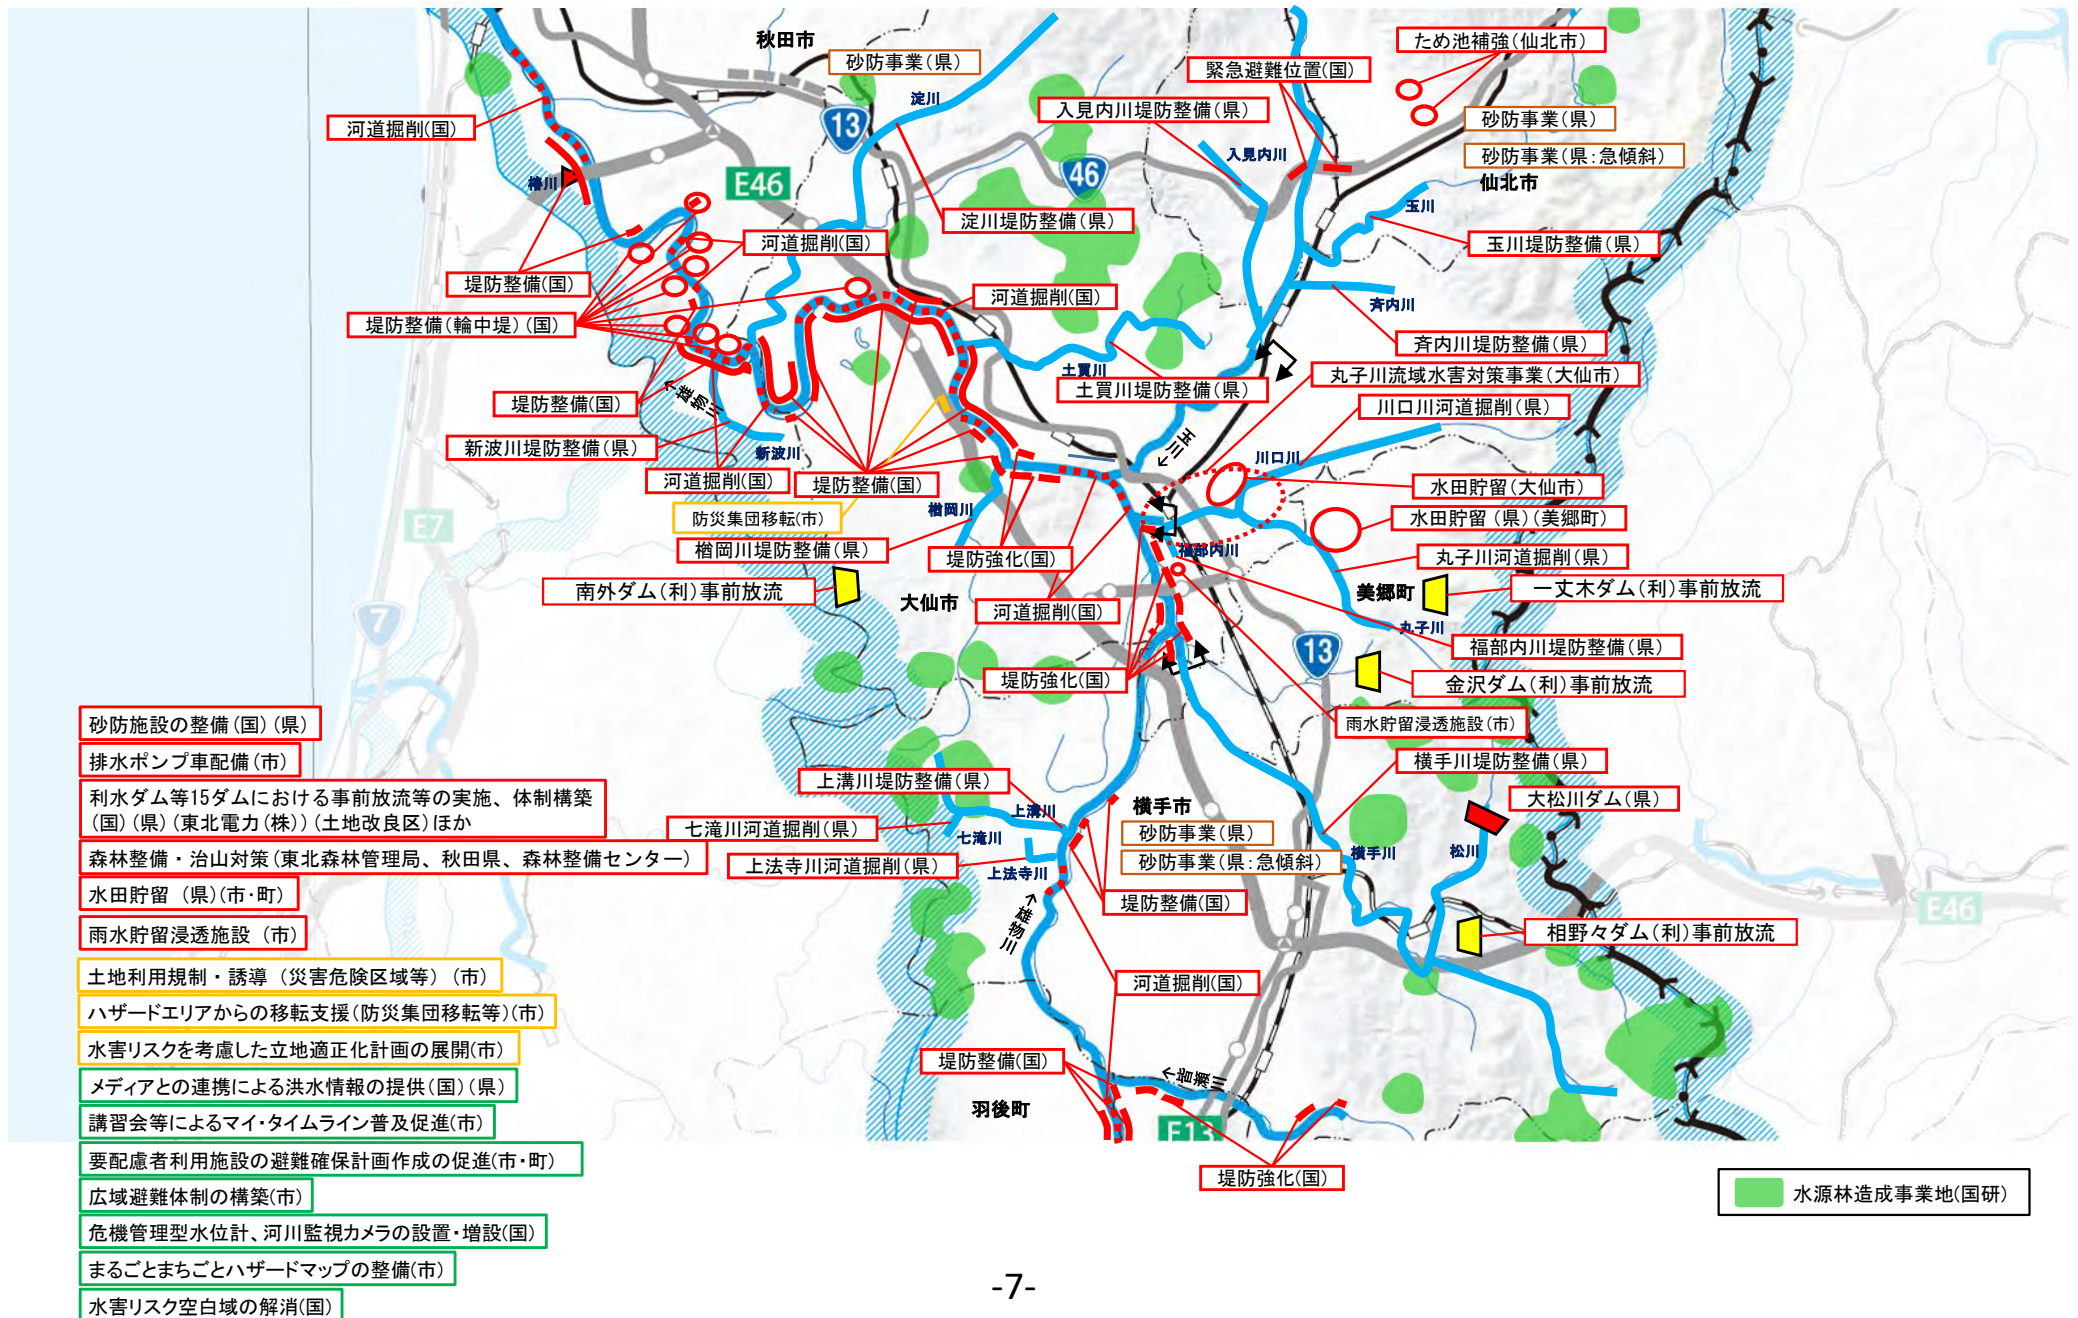 秋田市
砂防事業(県)
ため池補強(仙北市)
緊急避難位置(国)
淀川
入見内川堤防整備(県)
砂防事業(県)
河道掘削(国)
13
入見内川
砂防事業(県:急傾斜)
46
仙北市
E46
椿川
玉川
淀川堤防整備(県)
玉川堤防整備(県)
河道掘削(国)
堤防整備(国)
河道掘削(国)
斉内川
堤防整備(輪中堤)(国)
斉内川堤防整備(県)
土買川
丸子川流域水害対策事業(大仙市)
土買川堤防整備(県)
←雄物川
堤防整備(国)
川口川河道掘削(県)
新波川堤防整備(県)
新波川
←玉川
川口川
河道掘削(国)
堤防整備(国)
水田貯留(大仙市)
E7
防災集団移転(市)
楢岡川
水田貯留(県)(美郷町)
楢岡川堤防整備(県)
堤防強化(国)
福部内川
丸子川河道掘削(県)
南外ダム(利)事前放流
大仙市
河道掘削(国)
美郷町
一丈木ダム(利)事前放流
7
丸子川
13
福部内川堤防整備(県)
堤防強化(国)
金沢ダム(利)事前放流
砂防施設の整備(国)(県)
雨水貯留浸透施設(市)
排水ポンプ車配備(市)
横手川堤防整備(県)
上溝川堤防整備(県)
利水ダム等15ダムにおける事前放流等の実施、体制構築
(国)(県)(東北電力(株))(土地改良区)ほか
横手市
大松川ダム(県)
上溝川
七滝川河道掘削(県)
七滝川
砂防事業(県)
横手川
松川
森林整備・治山対策(東北森林管理局、秋田県、森林整備センター)
上法寺川河道掘削(県)
上法寺川
砂防事業(県:急傾斜)
水田貯留 (県)(市・町)
堤防整備(国)
E46
←雄物川
雨水貯留浸透施設 (市)
相野々ダム(利)事前放流
土地利用規制・誘導 (災害危険区域等) (市)
河道掘削(国)
ハザードエリアからの移転支援(防災集団移転等)(市)
水害リスクを考慮した立地適正化計画の展開(市)
堤防整備(国)
←皆瀬川
メディアとの連携による洪水情報の提供(国)(県)
羽後町
講習会等によるマイ・タイムライン普及促進(市)
E13
要配慮者利用施設の避難確保計画作成の促進(市・町)
堤防強化(国)
広域避難体制の構築(市)
水源林造成事業地(国研)
危機管理型水位計、河川監視カメラの設置・増設(国)
まるごとまちごとハザードマップの整備(市)
水害リスク空白域の解消(国)
-7-